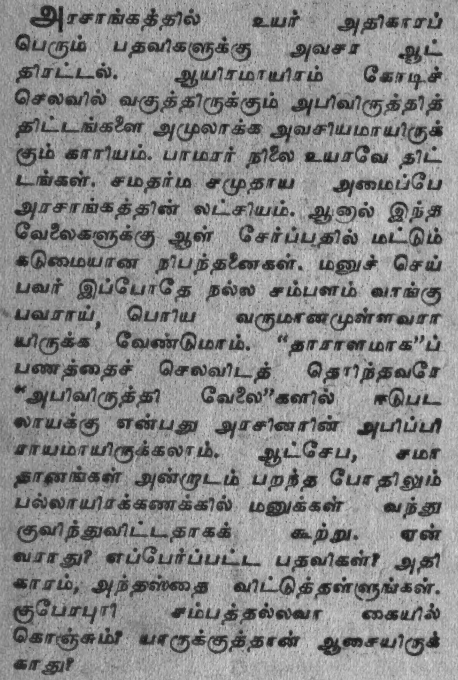 அரசாங்கத்தில் உயர் அதிகாரப்
பெரும் பதவிகளுக்கு அவசர ஆட்
திரட்டல். ஆயிரமாயிரம் கோடிச்
செலவில் வகுத்திருக்கும் அபிவிருத்தித்
திட்டங்களை அமுலாக்க அவசியமாயிருக்
கும் காரியம். பாமரர் நிலை உயரவே திட்
டங்கள். சமதர்ம சமுதாய அமைப்பே
அரசாங்கத்தின் லட்சியம். ஆனால் இந்த
வேலைகளுக்கு ஆள் சேர்ப்பதில் மட்டும்
கடுமையான நிபந்தனைகள். மனுச் செய்
பவர் இப்போதே நல்ல சம்பளம் வாங்கு
பவராய், பெரிய வருமானமுள்ளவரா
யிருக்க வேண்டுமாம். “தாராளமாக”ப்
பணத்தைச் செலவிடத் தெரிந்தவரே
“அபிவிருத்தி வேலை”களில் ஈடுபட
லாயக்கு என்பது அரசினரின் அபிப்பி
ராயமாயிருக்கலாம். ஆட்சேப, சமா
தானங்கள் அன்றாடம் பறந்த போதிலும்
பல்லாயிரக்கணக்கில் மனுக்கள் வந்து
குவிந்துவிட்டதாகக் கூற்று. ஏன்
வராது? எப்பேர்ப்பட்ட பதவிகள்? அதி
காரம், அந்தஸ்தை விட்டுத்தள்ளுங்கள்.
குபேரபுரி சம்பத்தல்லவா கையில்
கொஞ்சும்? யாருக்குத்தான் ஆசையிருக்
காது?